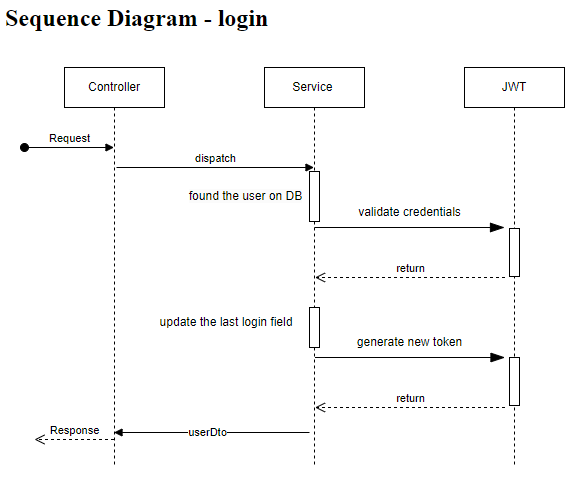 Sequence Diagram - login
Controller
Service
JWT
Request
dispatch
found the user on DB
validate credentials
return
update the last login field
generate new token
return
userDto
Response